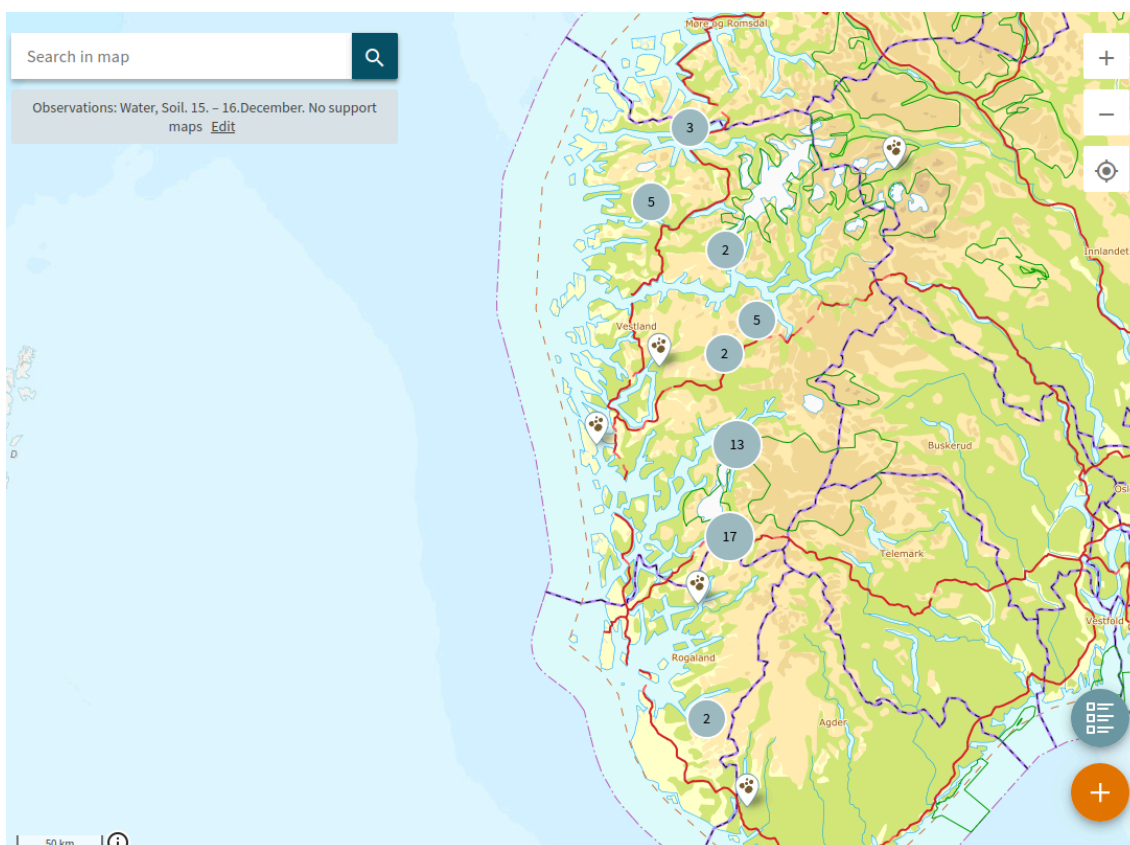 Møre og Romsdal
Search in map
Observations: Water, Soil. 15. – 16.December. No support
maps Edit
3
5
2
Innlandet
5
Vestland
2
13
Buskerud
D
17
Telemark
Vestfold
Rogaland
2
Agder
50 km